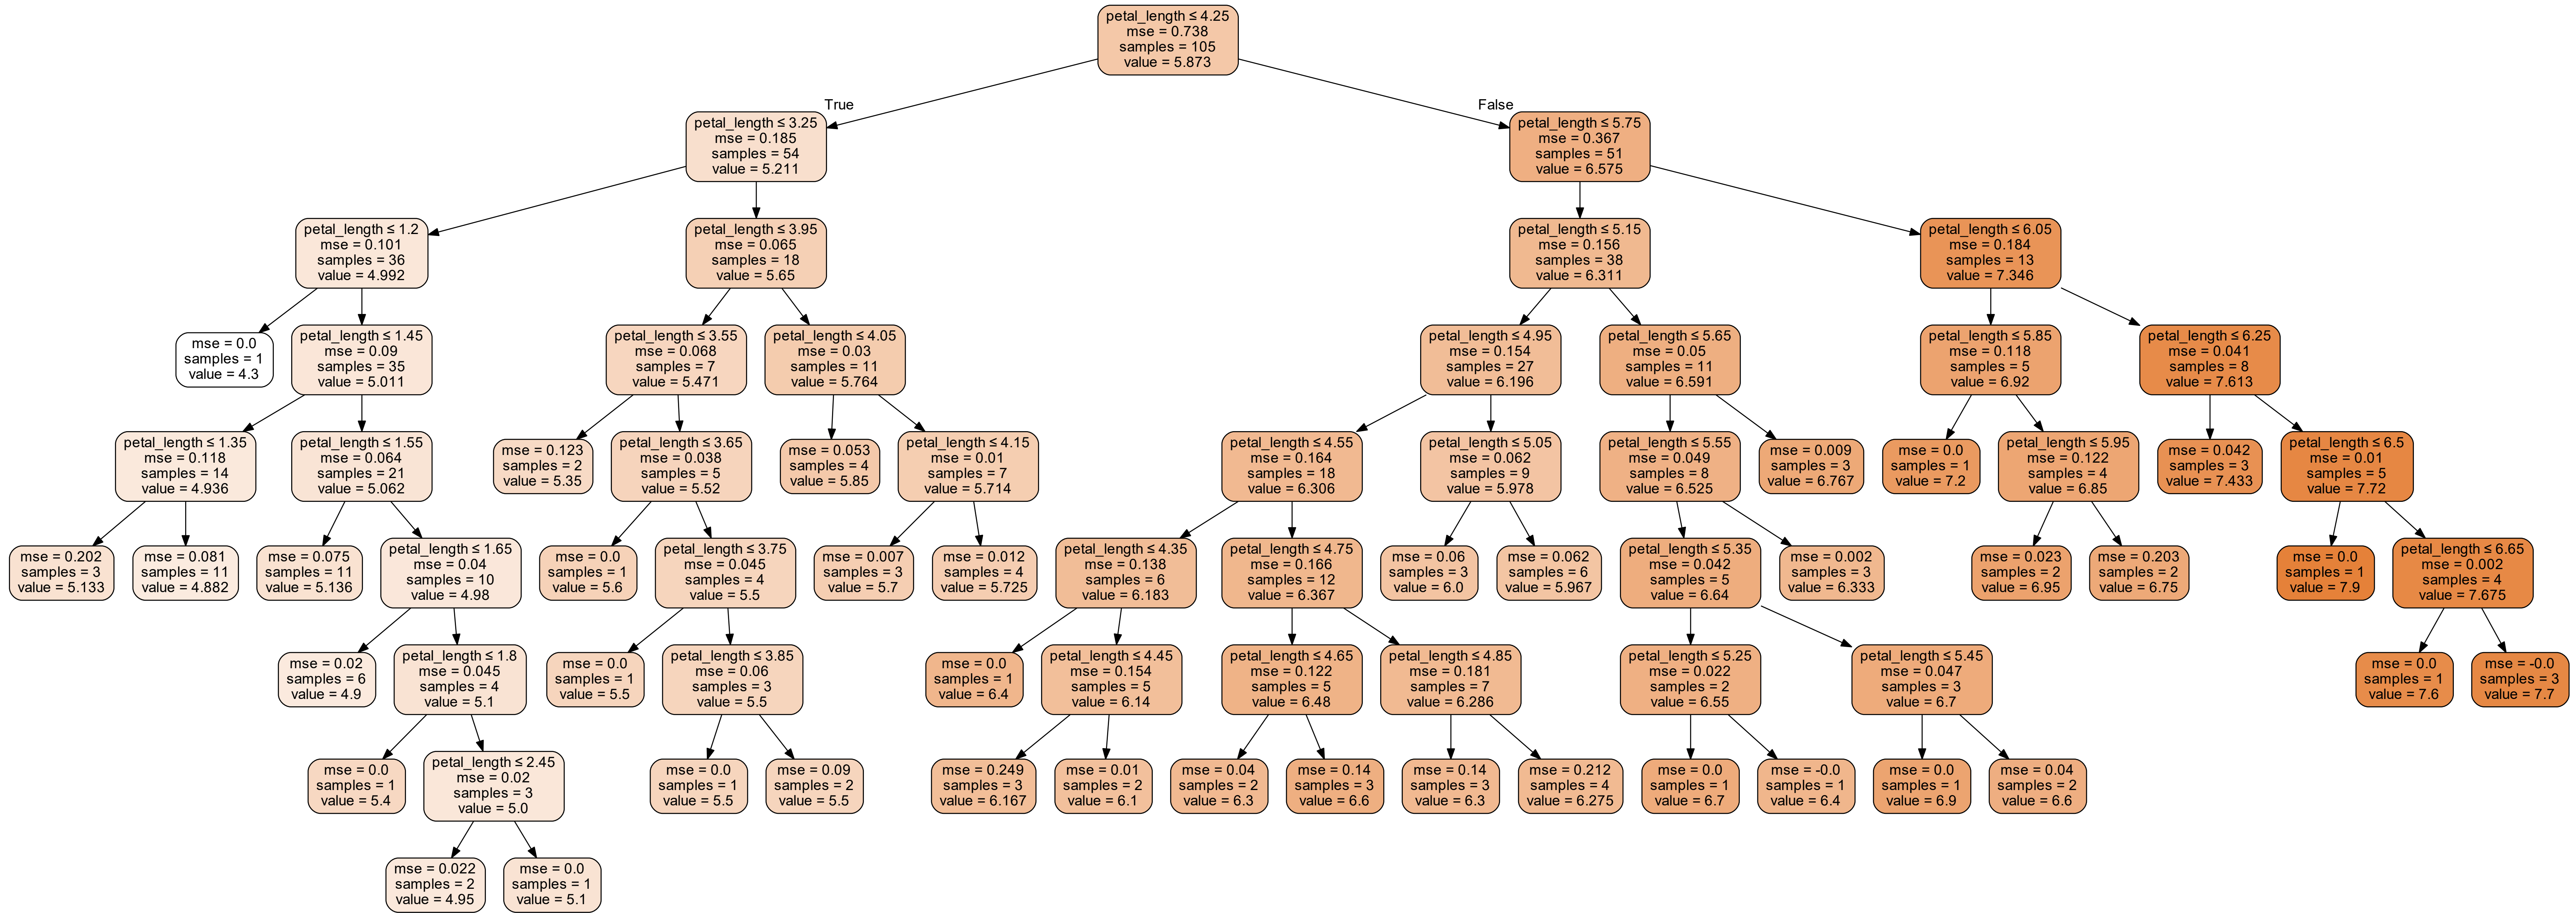 petal_length ≤ 4.25
mse = 0.738
samples = 105
value = 5.873
True
False
petal_length ≤ 3.25
mse = 0.185
samples = 54
value = 5.211
petal_length ≤ 5.75
mse = 0.367
samples = 51
value = 6.575
petal_length ≤ 1.2
mse = 0.101
samples = 36
value = 4.992
petal_length ≤ 3.95
mse = 0.065
samples = 18
value = 5.65
petal_length ≤ 5.15
mse = 0.156
samples = 38
value = 6.311
petal_length ≤ 6.05
mse = 0.184
samples = 13
value = 7.346
mse = 0.0
samples = 1
value = 4.3
petal_length ≤ 1.45
mse = 0.09
samples = 35
value = 5.011
petal_length ≤ 3.55
mse = 0.068
samples = 7
value = 5.471
petal_length ≤ 4.05
mse = 0.03
samples = 11
value = 5.764
petal_length ≤ 4.95
mse = 0.154
samples = 27
value = 6.196
petal_length ≤ 5.65
mse = 0.05
samples = 11
value = 6.591
petal_length ≤ 5.85
mse = 0.118
samples = 5
value = 6.92
petal_length ≤ 6.25
mse = 0.041
samples = 8
value = 7.613
petal_length ≤ 1.35
mse = 0.118
samples = 14
value = 4.936
petal_length ≤ 1.55
mse = 0.064
samples = 21
value = 5.062
mse = 0.123
samples = 2
value = 5.35
petal_length ≤ 3.65
mse = 0.038
samples = 5
value = 5.52
mse = 0.053
samples = 4
value = 5.85
petal_length ≤ 4.15
mse = 0.01
samples = 7
value = 5.714
petal_length ≤ 4.55
mse = 0.164
samples = 18
value = 6.306
petal_length ≤ 5.05
mse = 0.062
samples = 9
value = 5.978
petal_length ≤ 5.55
mse = 0.049
samples = 8
value = 6.525
mse = 0.009
samples = 3
value = 6.767
mse = 0.0
samples = 1
value = 7.2
petal_length ≤ 5.95
mse = 0.122
samples = 4
value = 6.85
mse = 0.042
samples = 3
value = 7.433
petal_length ≤ 6.5
mse = 0.01
samples = 5
value = 7.72
mse = 0.202
samples = 3
value = 5.133
mse = 0.081
samples = 11
value = 4.882
mse = 0.075
samples = 11
value = 5.136
petal_length ≤ 1.65
mse = 0.04
samples = 10
value = 4.98
mse = 0.0
samples = 1
value = 5.6
petal_length ≤ 3.75
mse = 0.045
samples = 4
value = 5.5
mse = 0.007
samples = 3
value = 5.7
mse = 0.012
samples = 4
value = 5.725
petal_length ≤ 4.35
mse = 0.138
samples = 6
value = 6.183
petal_length ≤ 4.75
mse = 0.166
samples = 12
value = 6.367
mse = 0.06
samples = 3
value = 6.0
mse = 0.062
samples = 6
value = 5.967
petal_length ≤ 5.35
mse = 0.042
samples = 5
value = 6.64
mse = 0.002
samples = 3
value = 6.333
mse = 0.023
samples = 2
value = 6.95
mse = 0.203
samples = 2
value = 6.75
mse = 0.0
samples = 1
value = 7.9
petal_length ≤ 6.65
mse = 0.002
samples = 4
value = 7.675
mse = 0.02
samples = 6
value = 4.9
petal_length ≤ 1.8
mse = 0.045
samples = 4
value = 5.1
mse = 0.0
samples = 1
value = 5.5
petal_length ≤ 3.85
mse = 0.06
samples = 3
value = 5.5
mse = 0.0
samples = 1
value = 6.4
petal_length ≤ 4.45
mse = 0.154
samples = 5
value = 6.14
petal_length ≤ 4.65
mse = 0.122
samples = 5
value = 6.48
petal_length ≤ 4.85
mse = 0.181
samples = 7
value = 6.286
petal_length ≤ 5.25
mse = 0.022
samples = 2
value = 6.55
petal_length ≤ 5.45
mse = 0.047
samples = 3
value = 6.7
mse = 0.0
samples = 1
value = 7.6
mse = -0.0
samples = 3
value = 7.7
mse = 0.0
samples = 1
value = 5.4
petal_length ≤ 2.45
mse = 0.02
samples = 3
value = 5.0
mse = 0.0
samples = 1
value = 5.5
mse = 0.09
samples = 2
value = 5.5
mse = 0.249
samples = 3
value = 6.167
mse = 0.01
samples = 2
value = 6.1
mse = 0.04
samples = 2
value = 6.3
mse = 0.14
samples = 3
value = 6.6
mse = 0.14
samples = 3
value = 6.3
mse = 0.212
samples = 4
value = 6.275
mse = 0.0
samples = 1
value = 6.7
mse = -0.0
samples = 1
value = 6.4
mse = 0.0
samples = 1
value = 6.9
mse = 0.04
samples = 2
value = 6.6
mse = 0.022
samples = 2
value = 4.95
mse = 0.0
samples = 1
value = 5.1